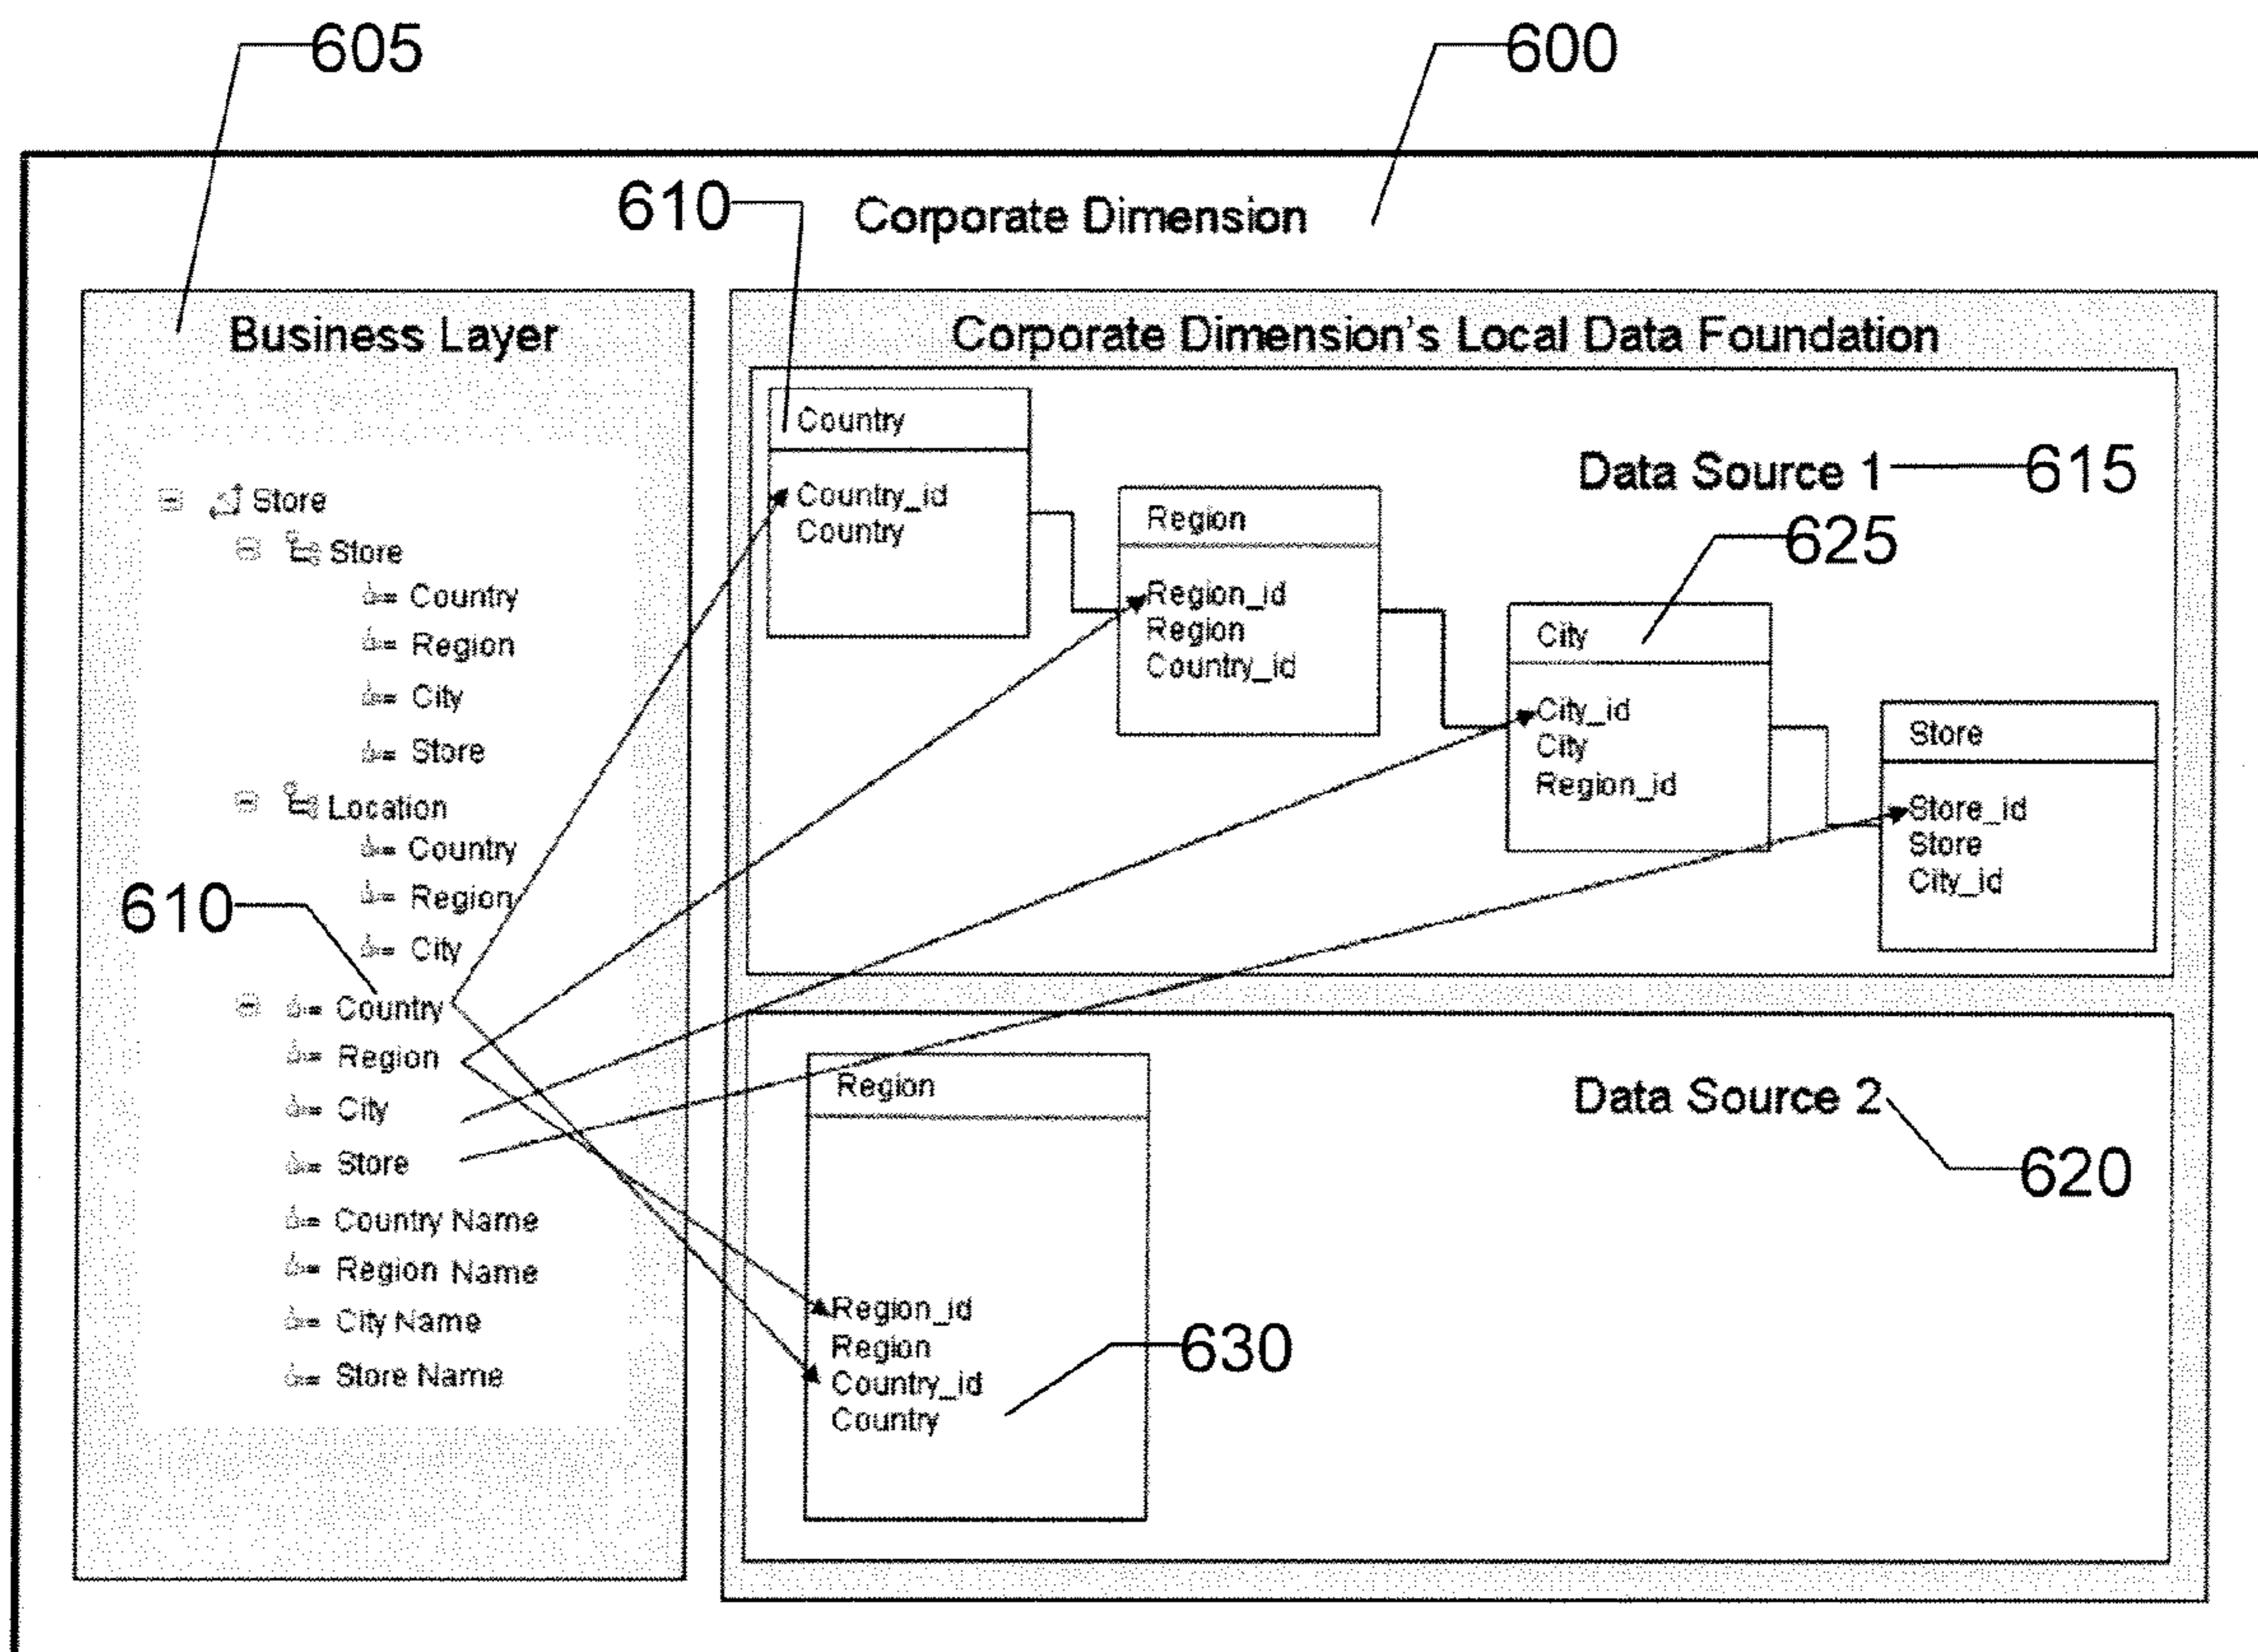 605
600
610
Corporate Dimension
Business Layer
Store
Store
Country
Region
City
Store
Location
Country
Region
City
610
Country
Region
City
Store
Country Name
Region Name
City Name
Store Name
Corporate Dimension's Local Data Foundation
Country
Country_id
Country
Data Source 1
615
Region
Region_id
Region
Country_id
625
City
City_id
City
Region_id
Store
Store_id
Store
City_id
Data Source 2
620
Region
Region_id
Region
Country_id
Country
630